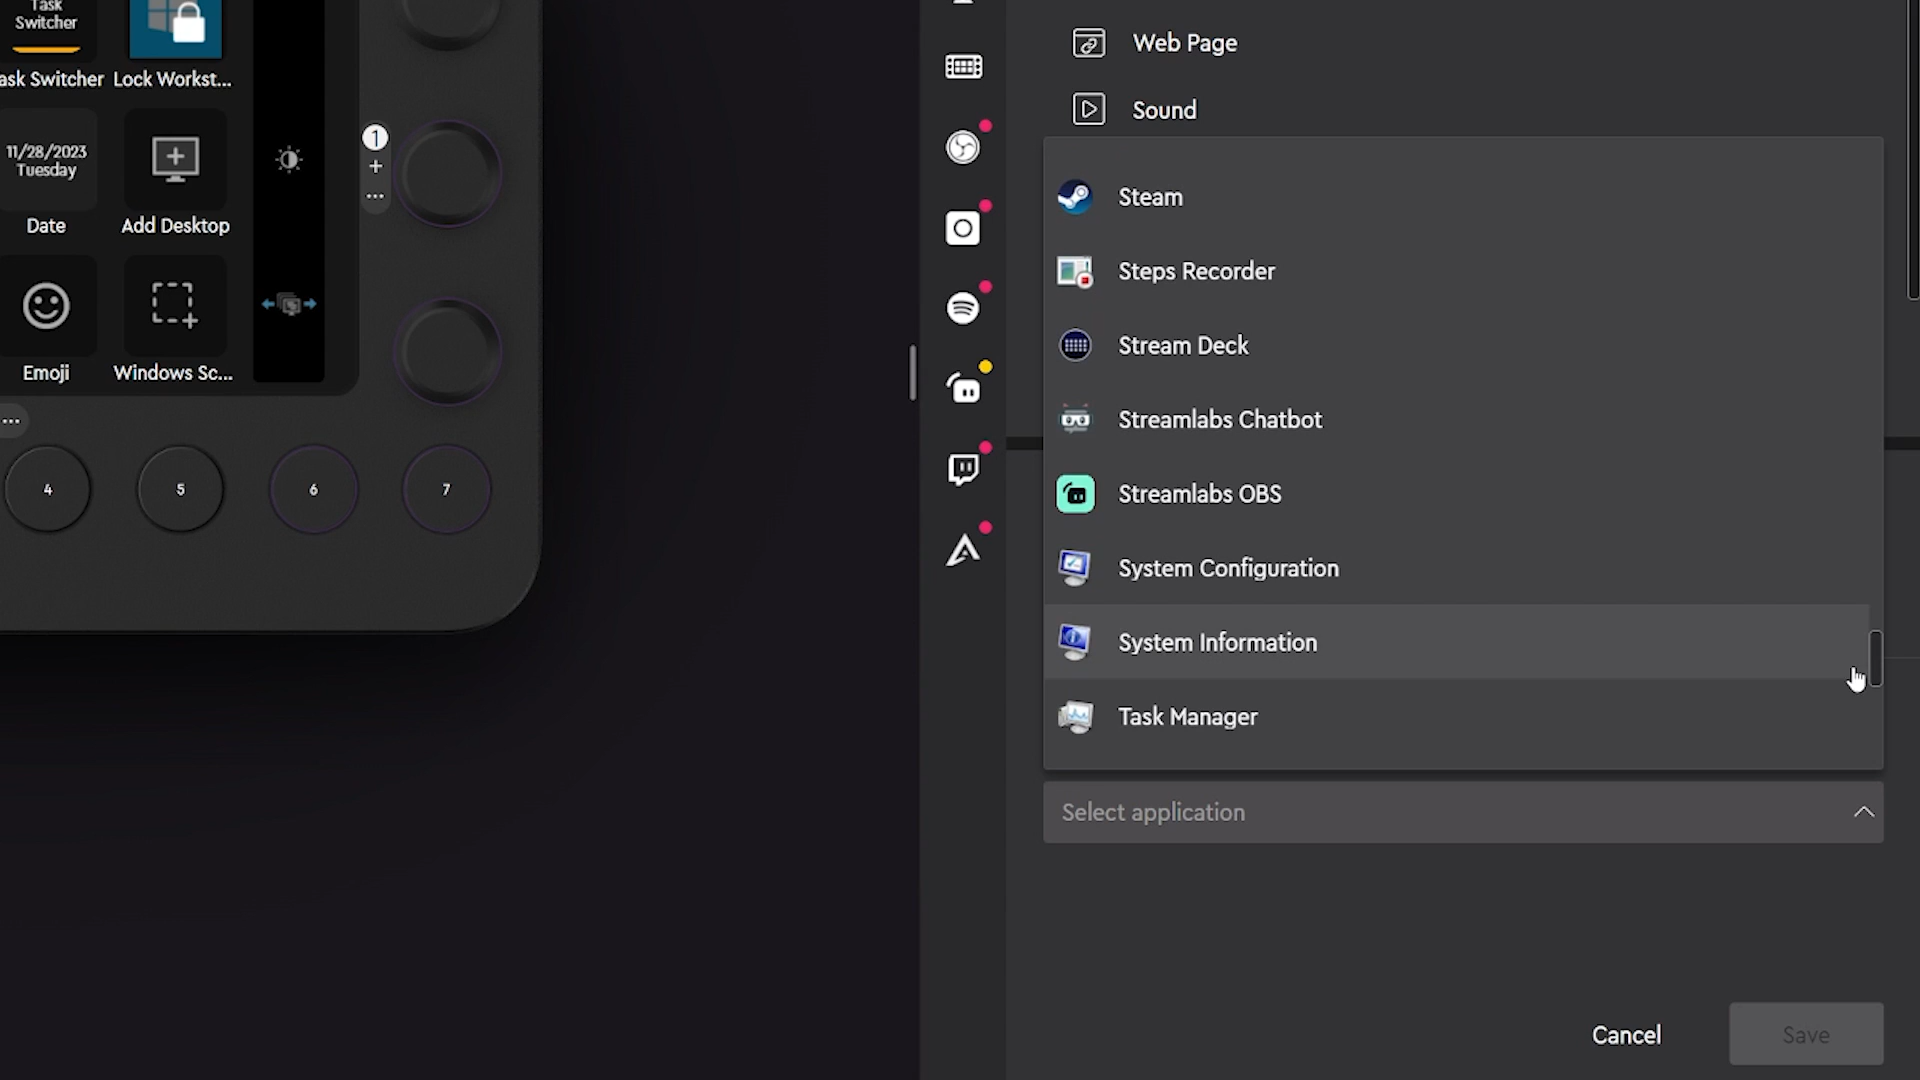 Task
Switcher
ask Switcher
Lock Workst...
11/28/2023
Tuesday
Date
Add Desktop
Emoji
Windows Sc...
1
+
...
...
4
5
6
7
Web Page
Sound
Steam
Steps Recorder
Stream Deck
Streamlabs Chatbot
Streamlabs OBS
System Configuration
System Information
Task Manager
Select application
Cancel
Save